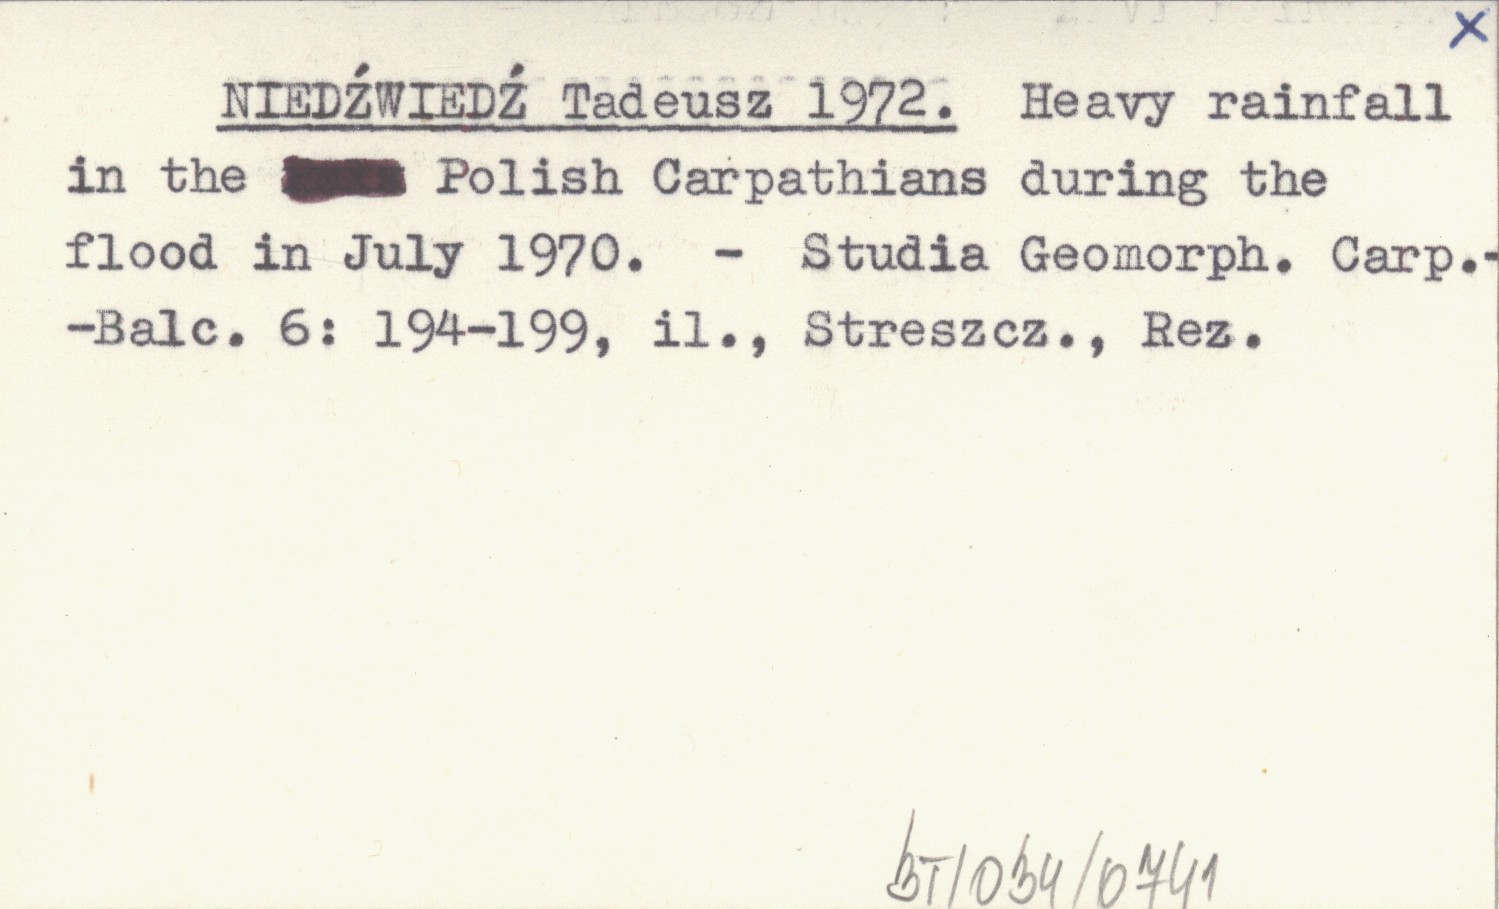 x
NIEDŹWIEDŹ Tadeusz 1972. Heavy rainfall
in the Polish Carpathians during the
flood in July 1970. - Studia Geomorph. Carp.-
-Balc. 6: 194-199, il., Streszcz., Rez.
BT/034/0741